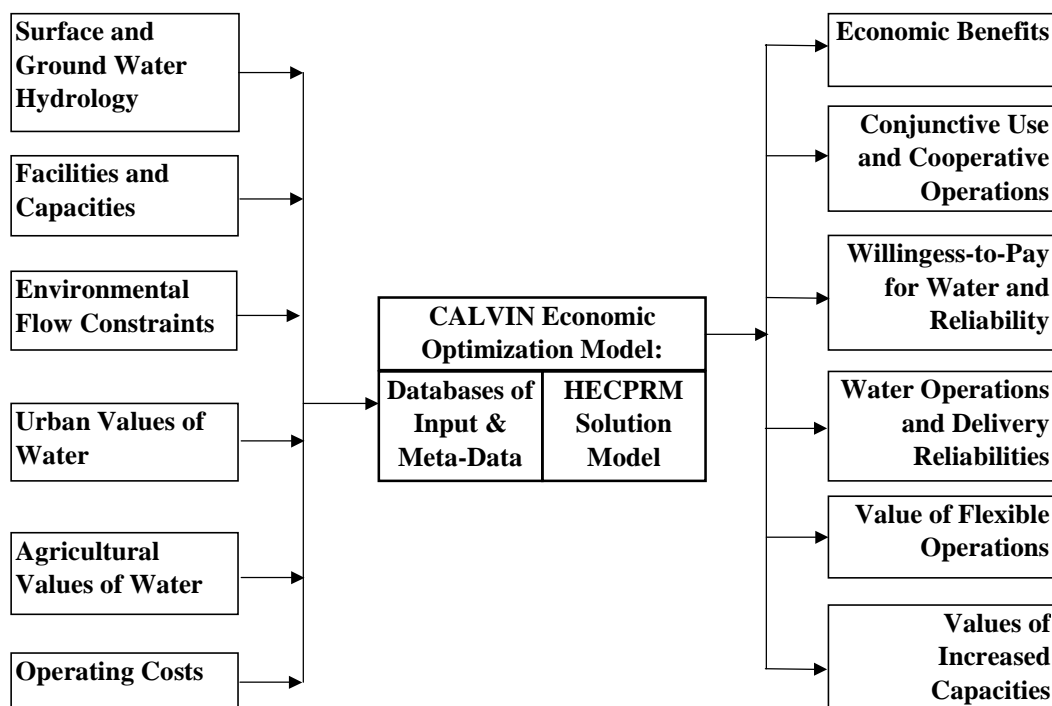 Surface and
Ground Water
Hydrology
Facilities and
Capacities
Environmental
Flow Constraints
Urban Values of
Water
Agricultural
Values of Water
Operating Costs
CALVIN Economic
Optimization Model:
Databases of
Input &
Meta-Data
HECPRM
Solution
Model
Economic Benefits
Conjunctive Use
and Cooperative
Operations
Willingess-to-Pay
for Water and
Reliability
Water Operations
and Delivery
Reliabilities
Value of Flexible
Operations
Values of
Increased
Capacities